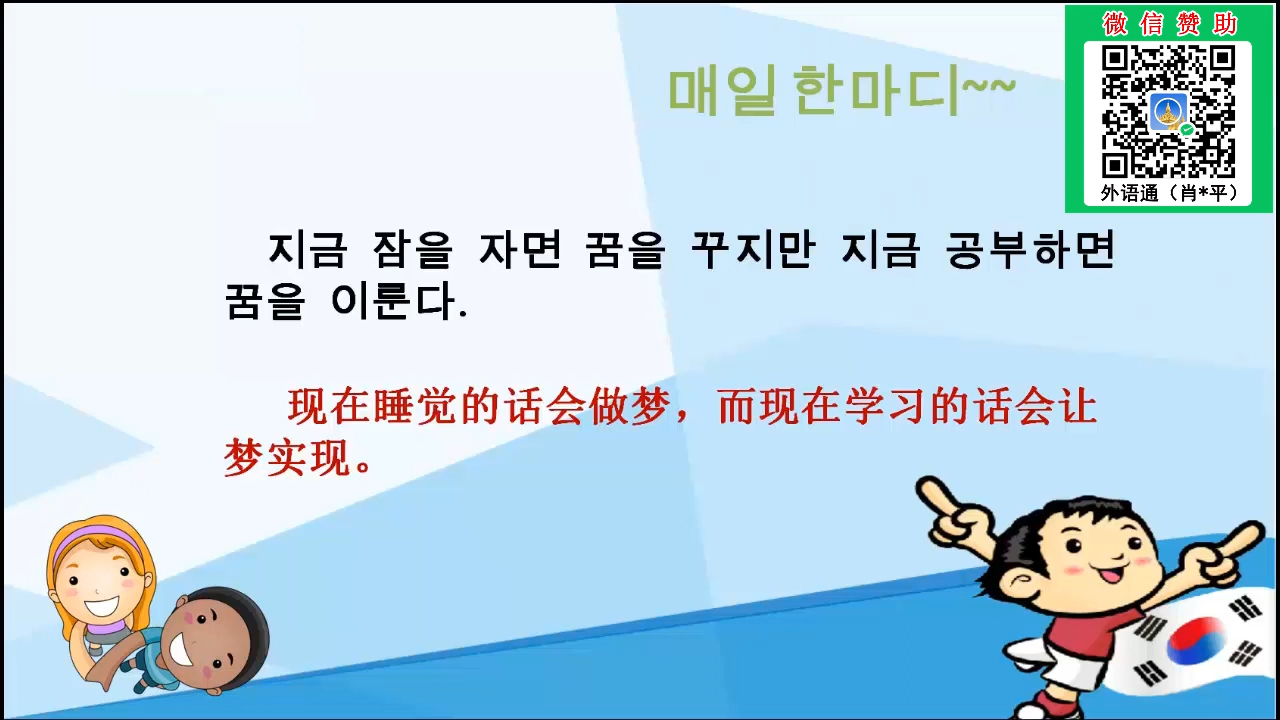 微信赞助
매일 한마디~~
外语通（肖*平）
지금 잠을 자면 꿈을 꾸지만 지금 공부하면
꿈을 이룬다.
现在睡觉的话会做梦，而现在学习的话会让
梦实现。